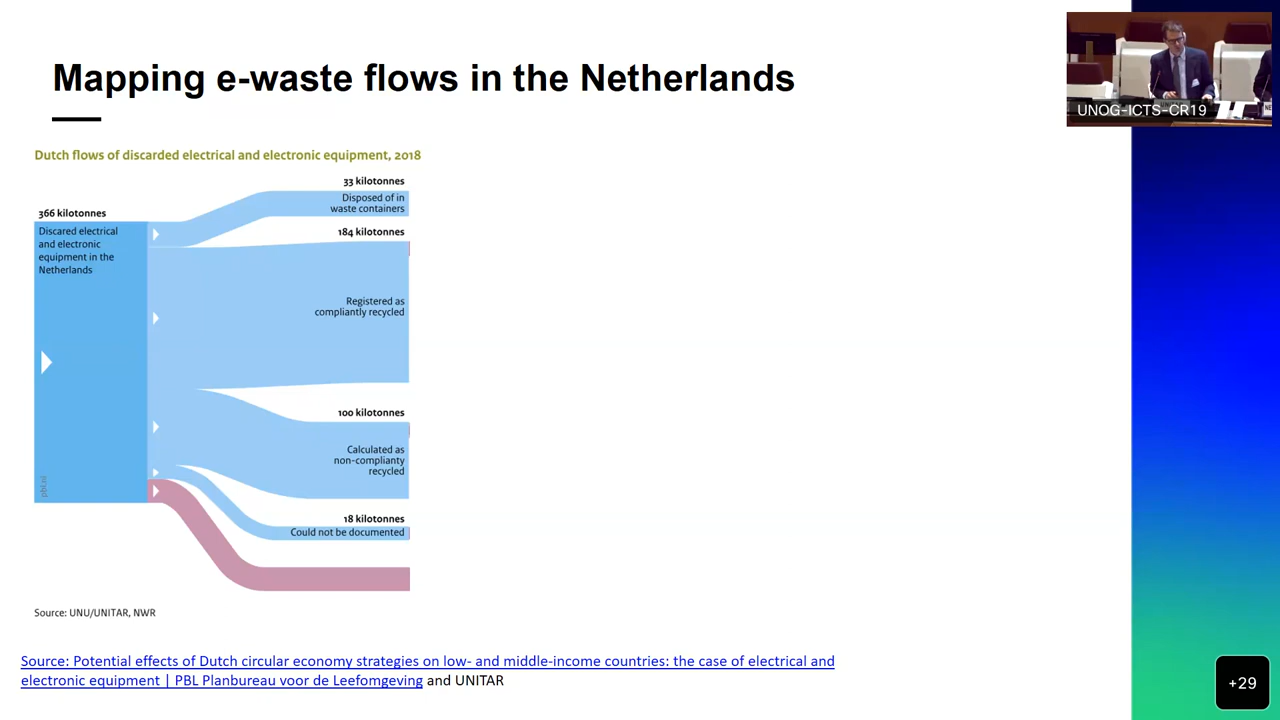 Mapping e-waste flows in the Netherlands
UNOG-ICTS-CR19
Dutch flows of discarded electrical and electronic equipment, 2018
366 kilotonnes
Discared electrical
and electronic
equipment in the
Netherlands
pbl.nl
33 kilotonnes
Disposed of in
waste containers
184 kilotonnes
Registered as
compliantly recycled
100 kilotonnes
Calculated as
non-complianty
recycled
18 kilotonnes
Could not be documented
Source: UNU/UNITAR, NWR
Source: Potential effects of Dutch circular economy strategies on low- and middle-income countries: the case of electrical and
electronic equipment | PBL Planbureau voor de Leefomgeving and UNITAR
+29